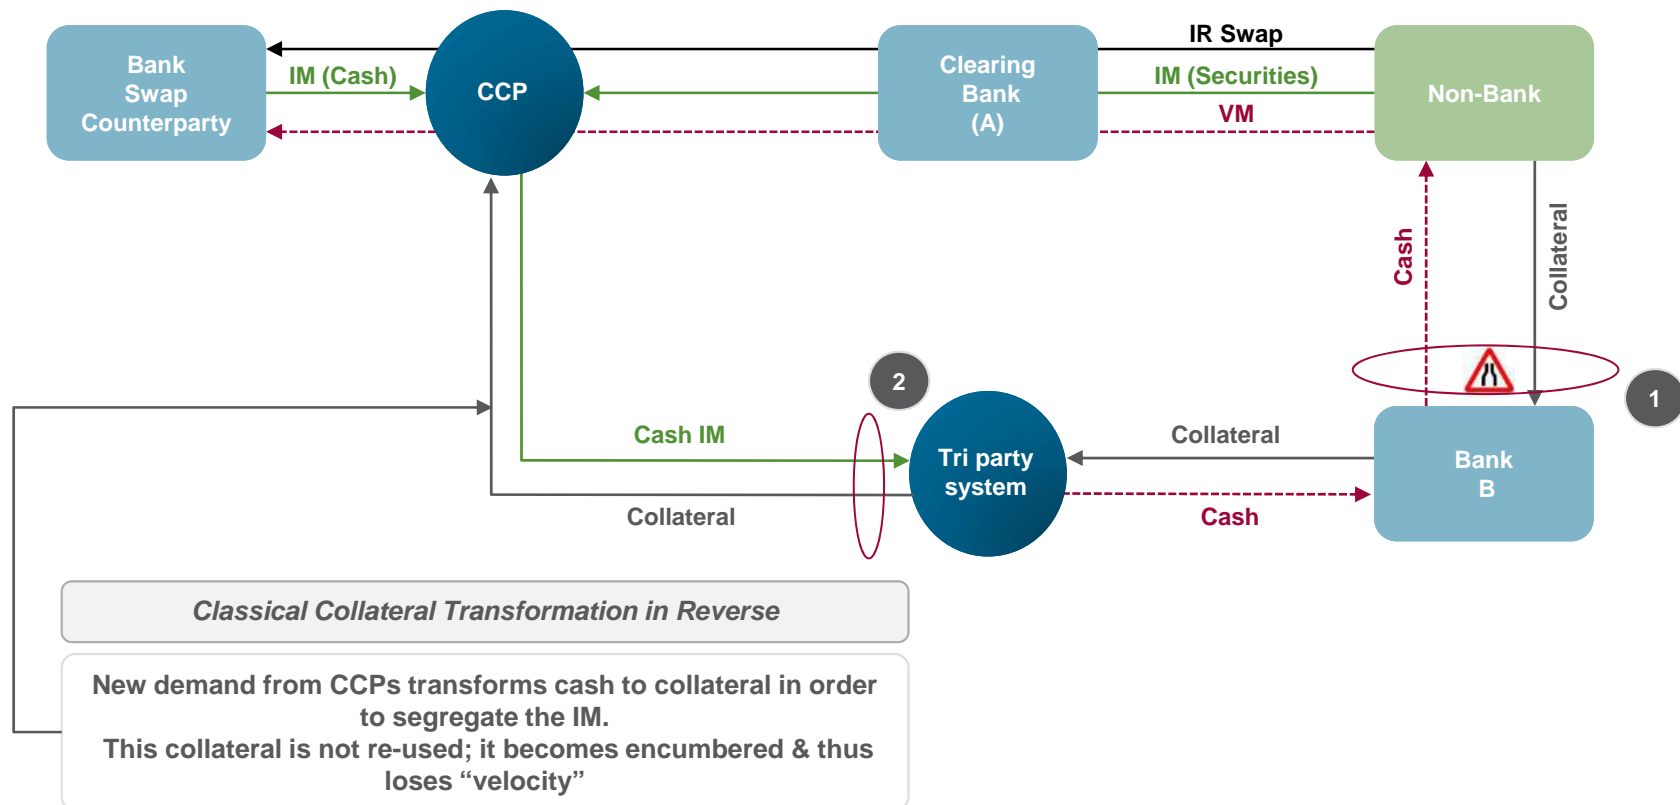 Bank
Swap
Counterparty
IM (Cash)
CCP
Clearing
Bank
(A)
IR Swap
IM (Securities)
VM
Non-Bank
Cash
Collateral
1
2
Cash IM
Collateral
Tri party
system
Collateral
Cash
Bank
B
Classical Collateral Transformation in Reverse
New demand from CCPs transforms cash to collateral in order
to segregate the IM.
This collateral is not re-used; it becomes encumbered & thus
loses “velocity”